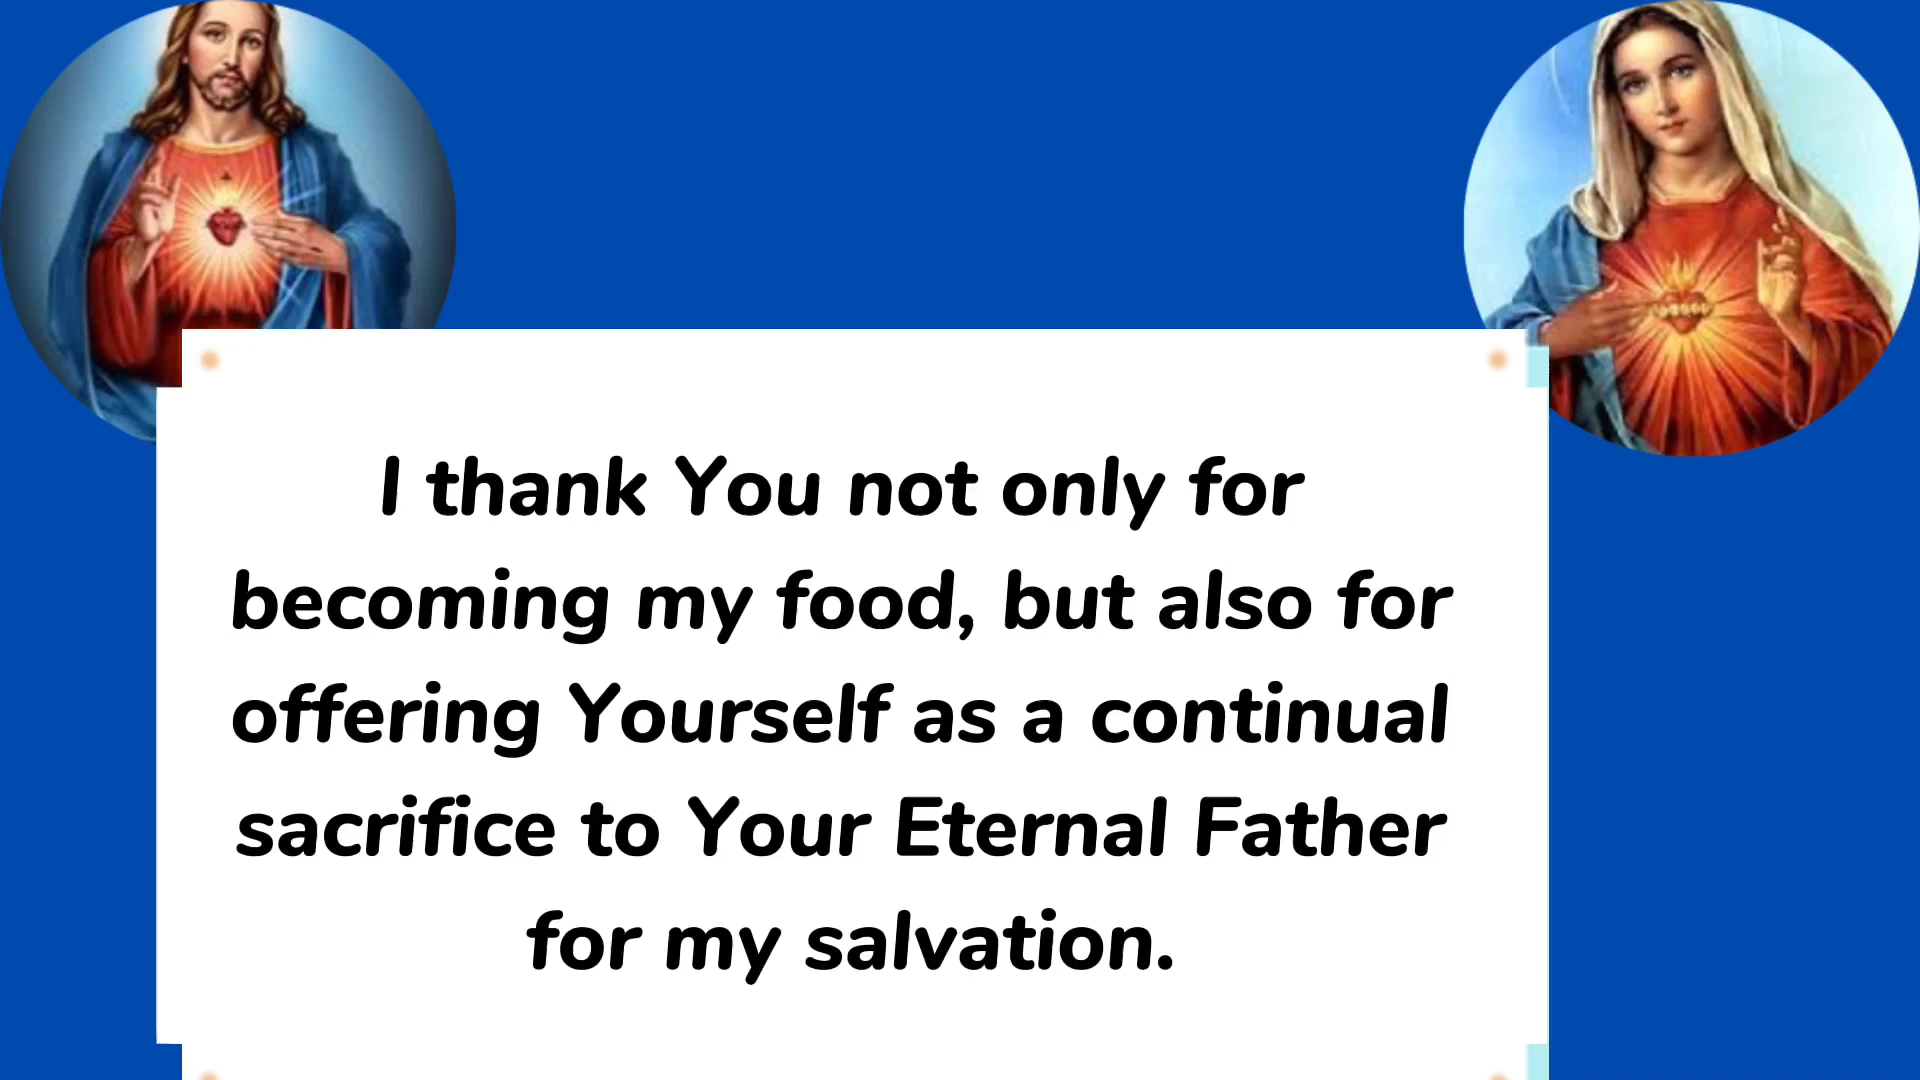 I thank You not only for
becoming my food, but also for
offering Yourself as a continual
sacrifice to Your Eternal Father
for my salvation.